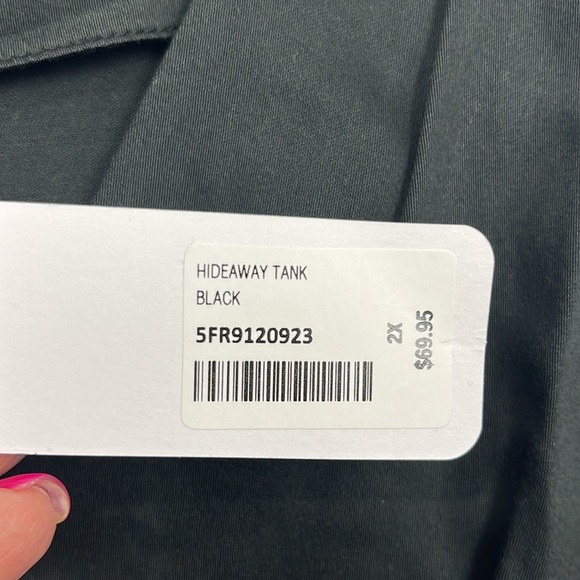 HIDEAWAY TANK
BLACK
5FR9120923
2X
$69.95